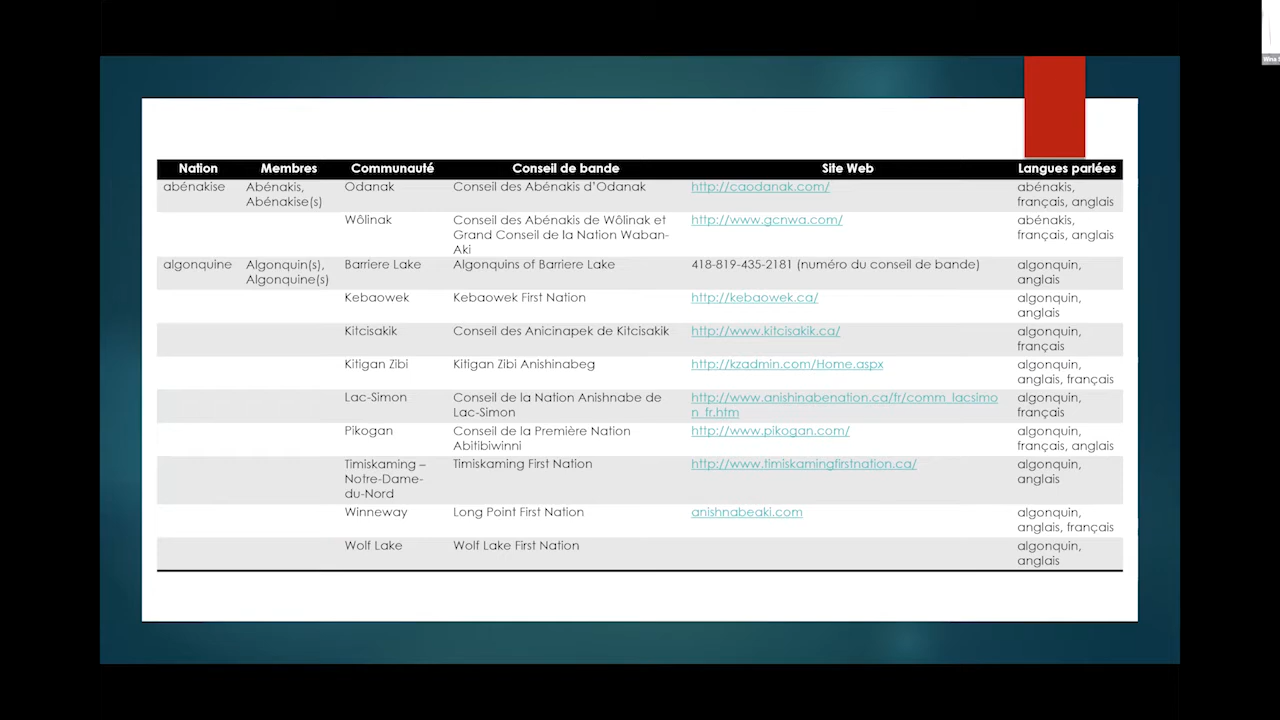 Nation Membres Communauté Conseil de bande Site Web Langues parlées
abénakise Abénakis, Odanak Conseil des Abénakis d'Odanak http://caodanak.com/ abénakis,
Abénakise(s) français, anglais
Wôlinak Conseil des Abénakis de Wôlinak et http://www.gcnwa.com/ abénakis,
Grand Conseil de la Nation Waban- français, anglais
Aki
algonquine Algonquin(s), Barriere Lake Algonquins of Barriere Lake 418-819-435-2181 (numéro du conseil de bande) algonquin,
Algonquine(s) anglais
Kebaowek Kebaowek First Nation http://kebaowek.ca/ algonquin,
anglais
Kitcisakik Conseil des Anicinapek de Kitcisakik http://www.kitcisakik.ca/ algonquin,
français
Kitigan Zibi Kitigan Zibi Anishinabeg http://kzadmin.com/Home.aspx algonquin,
anglais, français
Lac-Simon Conseil de la Nation Anishnabe de http://www.anishinabenation.ca/fr/comm_lacsimo algonquin,
Lac-Simon n_fr.htm français
Pikogan Conseil de la Première Nation http://www.pikogan.com/ algonquin,
Abitibiwinni français, anglais
Timiskaming – Timiskaming First Nation http://www.timiskamingfirstnation.ca/ algonquin,
Notre-Dame- anglais
du-Nord
Winneway Long Point First Nation anishnabeaki.com algonquin,
anglais, français
Wolf Lake Wolf Lake First Nation algonquin,
anglais